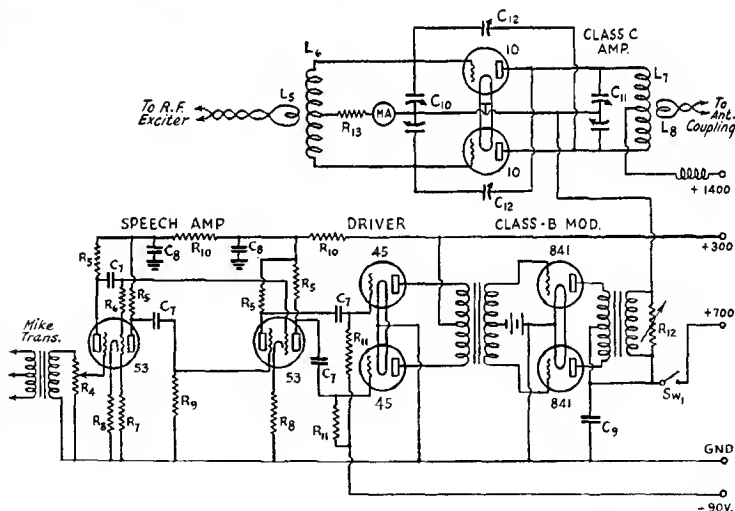 C12
CLASS C
AMP.
L6
10
L7
L5
C10
C11
To R.F.
Exciter
MA
R13
L8
To
Ant.
Coupling
10
C12
+1400
SPEECH AMP
DRIVER
CLASS-B MOD.
+300
C8
R10
C8
R10
R5
C7
R5
R6
R5
R5
45
841
C7
C7
+700
Mike
Trans.
R4
53
53
R11
C7
R12
R9
45
841
Sw1
R8
R7
R8
R11
C9
GND
-90V.